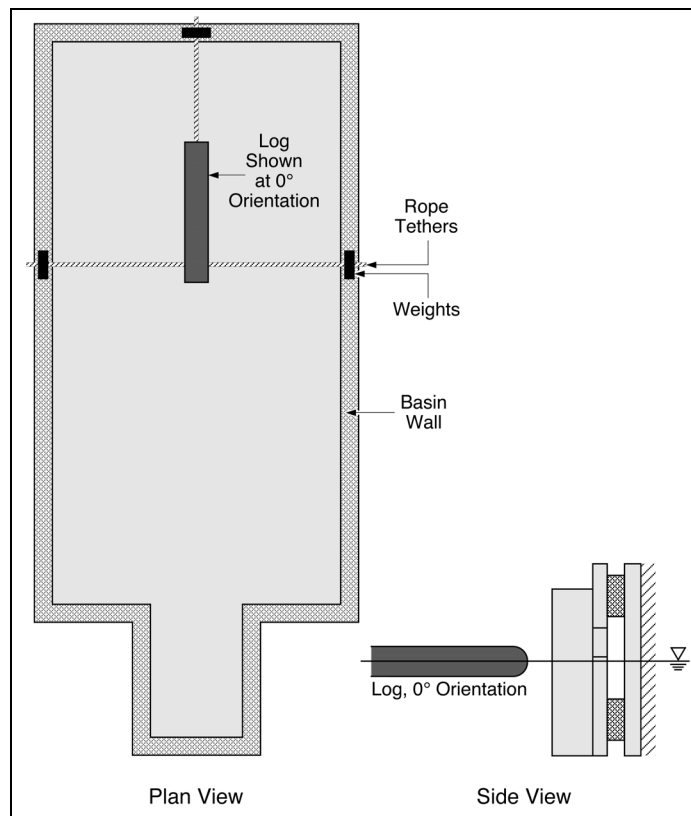 Log
Shown
at 0°
Orientation
Rope
Tethers
Weights
Basin
Wall
Log, 0° Orientation
Plan View
Side View